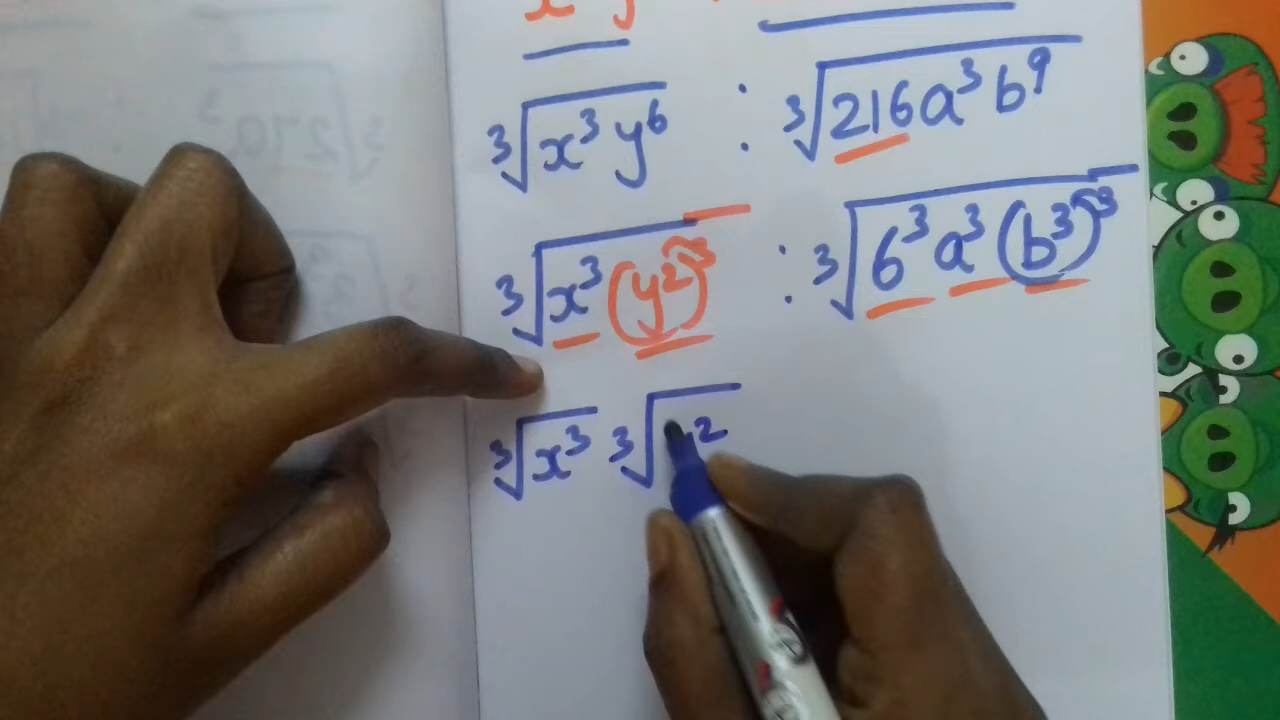 ∛(x³y⁶) : ∛(216a³b⁹)
∛(x³(y²)³) : ∛(6³a³(b³)³)
∛(x³) ∛(